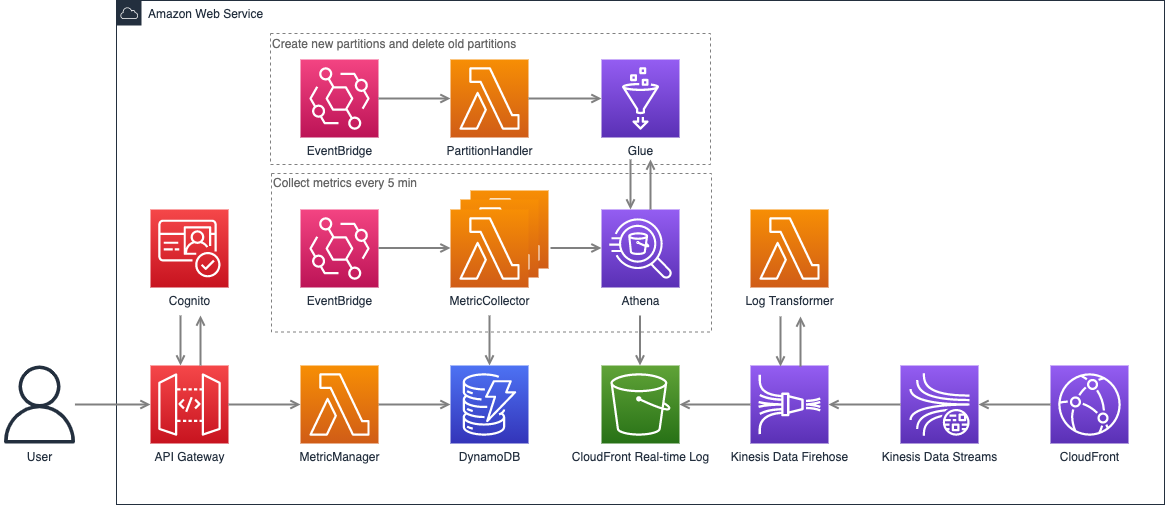 Amazon Web Service
Create new partitions and delete old partitions
EventBridge
PartitionHandler
Glue
Collect metrics every 5 min
Cognito
EventBridge
MetricCollector
Athena
Log Transformer
</>
User
API Gateway
MetricManager
DynamoDB
CloudFront Real-time Log
Kinesis Data Firehose
Kinesis Data Streams
CloudFront